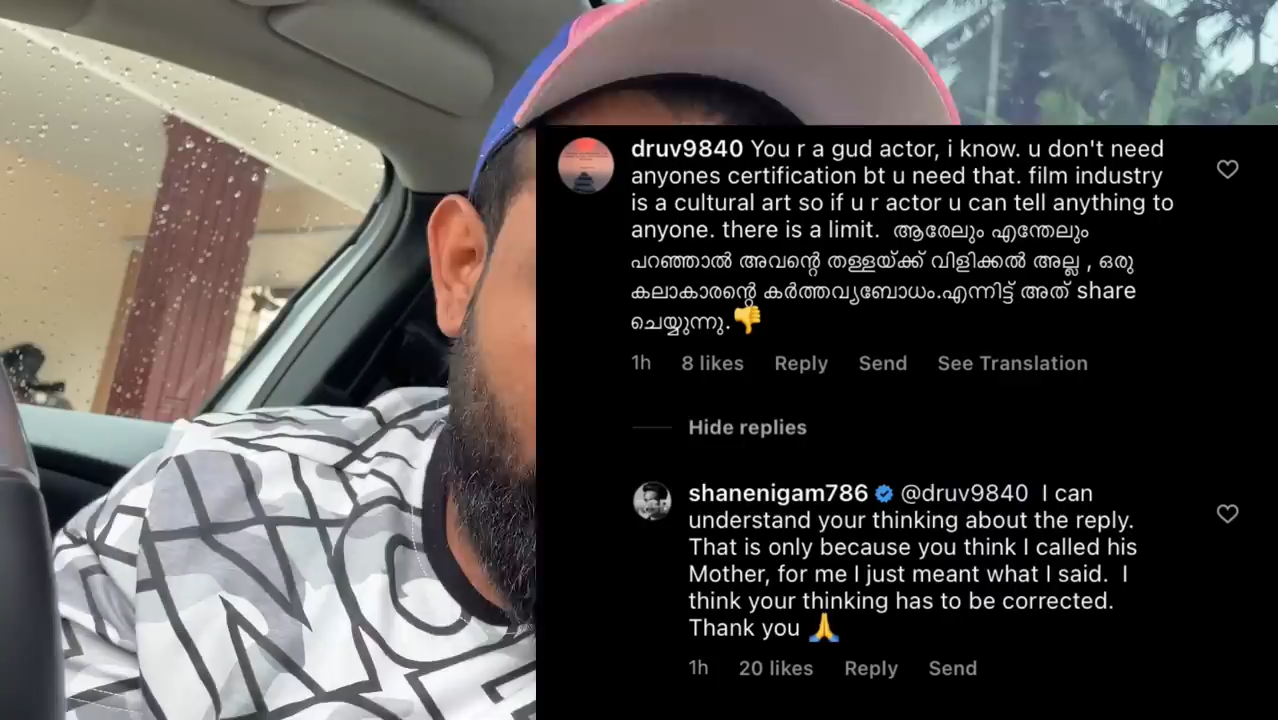 druv9840 You r a gud actor, i know. u don't need
anyones certification bt u need that. film industry
is a cultural art so if u r actor u can tell anything to
anyone. there is a limit. ആരേലും എന്തേലും
പറഞ്ഞാൽ അവൻ്റെ തള്ളയ്ക്ക് വിളിക്കൽ അല്ല , ഒരു
കലാകാരൻ്റെ കർത്തവ്യബോധം.എന്നിട്ട് അത് share
ചെയ്യുന്നു.👎
1h 8 likes Reply Send See Translation
Hide replies
shanenigam786 @druv9840 I can
understand your thinking about the reply.
That is only because you think I called his
Mother, for me I just meant what I said. I
think your thinking has to be corrected.
Thank you 🙏
1h 20 likes Reply Send